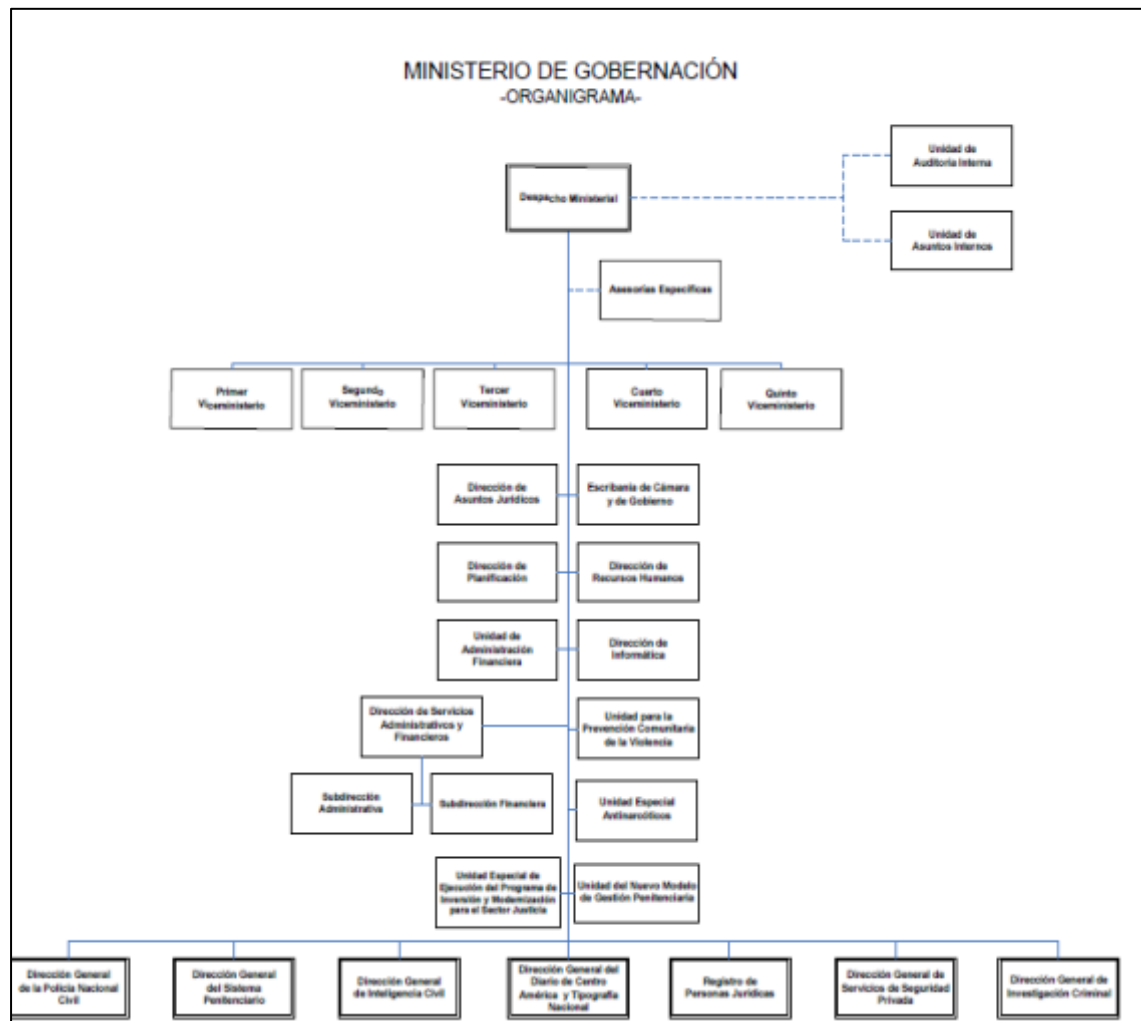 MINISTERIO DE GOBERNACIÓN
-ORGANIGRAMA-
Unidad de
Auditoría Interna
Despacho Ministerial
Unidad de
Asuntos Internos
Asesorías Específicas
Primer
Viceministerio
Segundo
Viceministerio
Tercer
Viceministerio
Cuarto
Viceministerio
Quinto
Viceministerio
Dirección de
Asuntos Jurídicos
Escribanía de Cámara
y de Gobierno
Dirección de
Planificación
Dirección de
Recursos Humanos
Unidad de
Administración
Financiera
Dirección de
Informática
Dirección de Servicios
Administrativos y
Financieros
Unidad para la
Prevención Comunitaria
de la Violencia
Subdirección
Administrativa
Subdirección Financiera
Unidad Especial
Antinarcóticos
Unidad Especial de
Ejecución del Programa de
Inversión y Modernización
para el Sector Justicia
Unidad del Nuevo Modelo
de Gestión Penitenciaria
Dirección General
de la Policía Nacional
Civil
Dirección General
del Sistema
Penitenciario
Dirección General
de Inteligencia Civil
Dirección General del
Diario de Centro
América y Tipografía
Nacional
Registro de
Personas Jurídicas
Dirección General de
Servicios de Seguridad
Privada
Dirección General de
Investigación Criminal